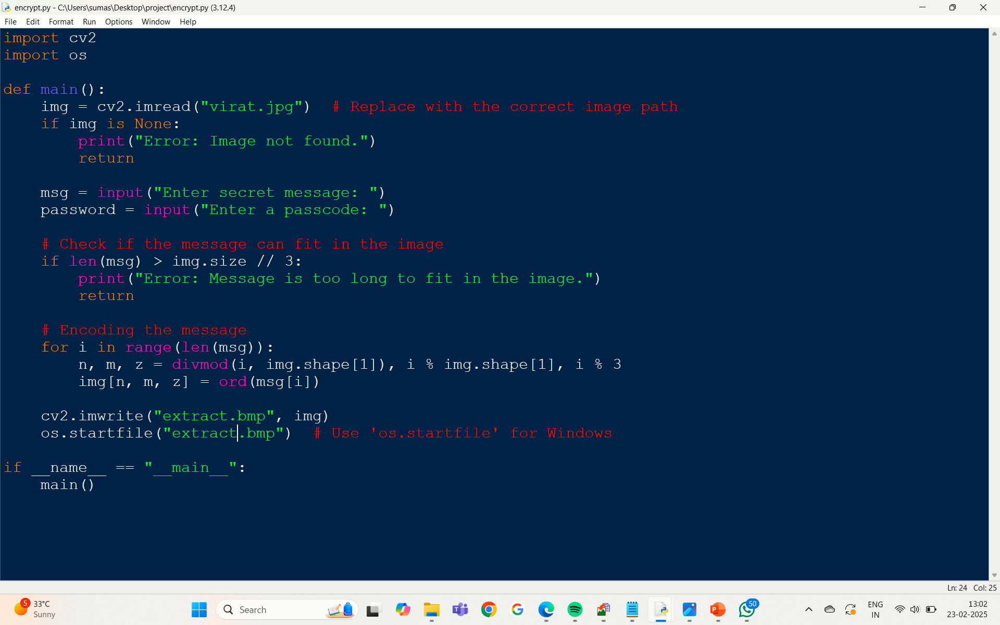 encrypt.py - C:\Users\sumas\Desktop\project\encrypt.py (3.12.4)
File Edit Format Run Options Window Help
import cv2
import os

def main():
    img = cv2.imread("virat.jpg")  # Replace with the correct image path
    if img is None:
        print("Error: Image not found.")
        return

    msg = input("Enter secret message: ")
    password = input("Enter a passcode: ")

    # Check if the message can fit in the image
    if len(msg) > img.size // 3:
        print("Error: Message is too long to fit in the image.")
        return

    # Encoding the message
    for i in range(len(msg)):
        n, m, z = divmod(i, img.shape[1]), i % img.shape[1], i % 3
        img[n, m, z] = ord(msg[i])

    cv2.imwrite("extract.bmp", img)
    os.startfile("extract.bmp")  # Use 'os.startfile' for Windows

if __name__ == "__main__":
    main()
Ln: 24 Col: 25
5
33°C
Sunny
Search
50
ENG
IN
13:02
23-02-2025